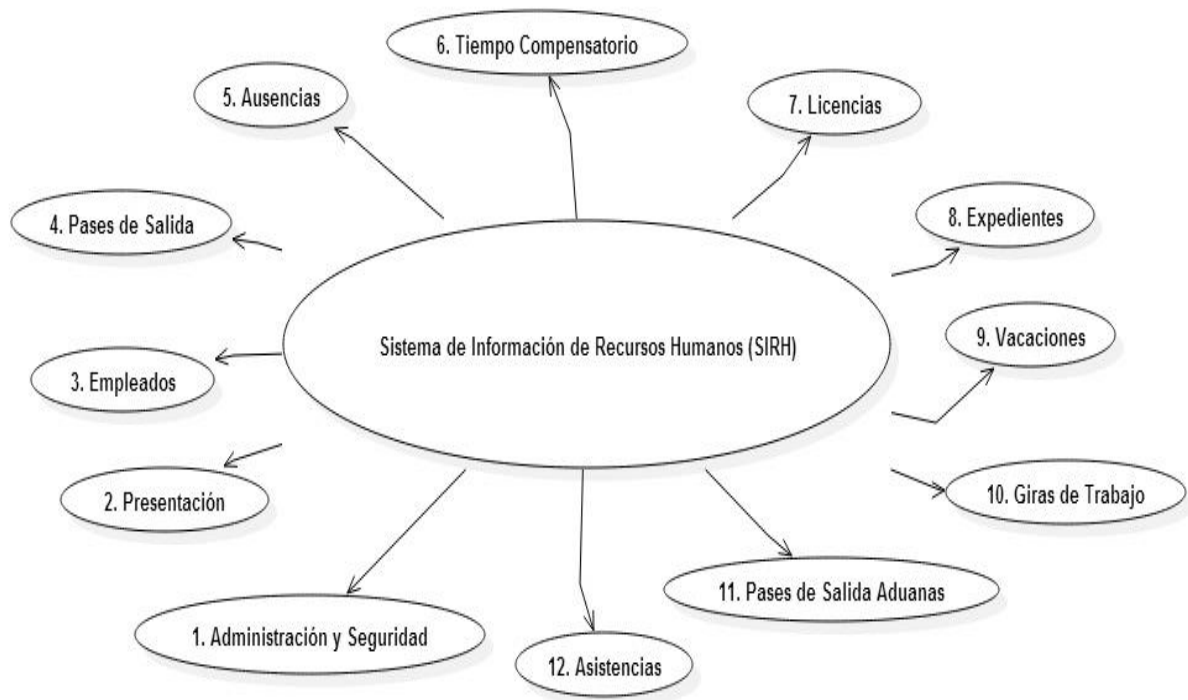 6. Tiempo Compensatorio
5. Ausencias
7. Licencias
4. Pases de Salida
8. Expedientes
Sistema de Información de Recursos Humanos (SIRH)
9. Vacaciones
3. Empleados
2. Presentación
10. Giras de Trabajo
11. Pases de Salida Aduanas
1. Administración y Seguridad
12. Asistencias